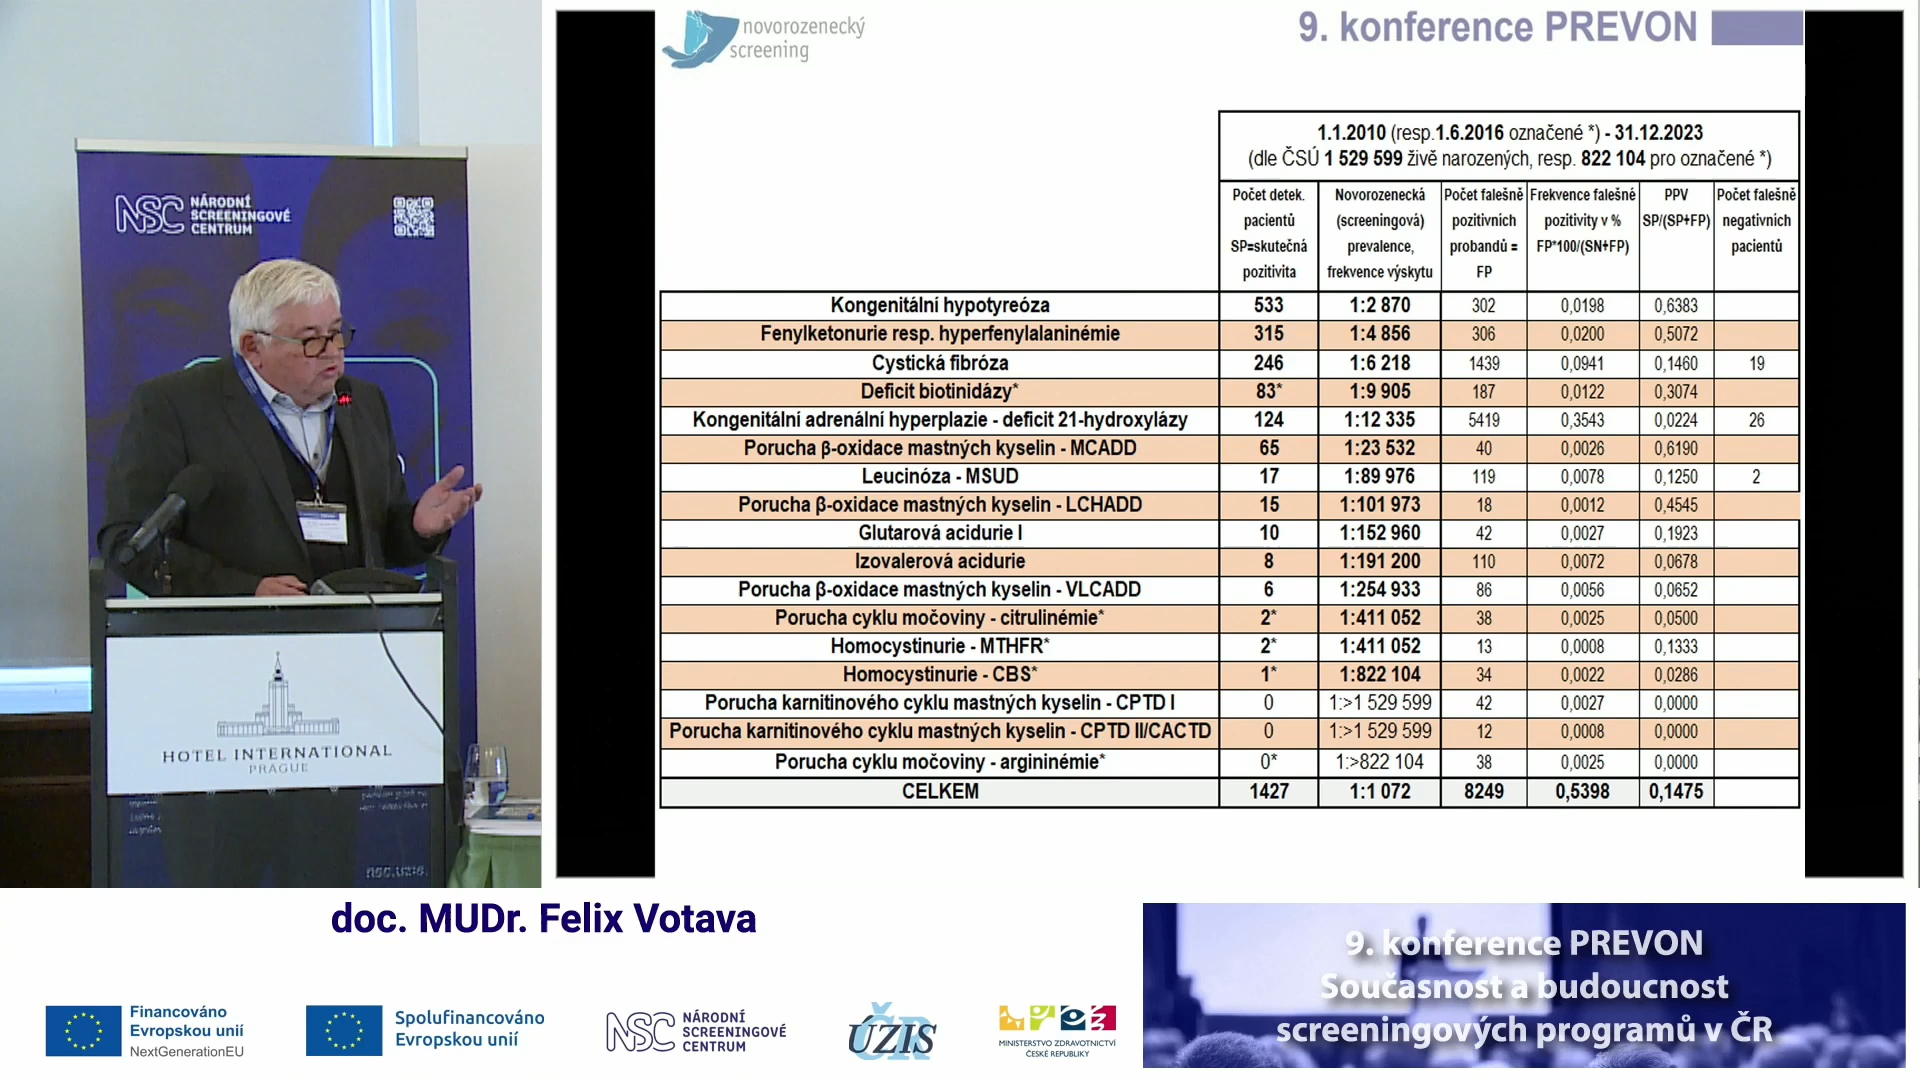 novorozenecký
screening
9. konference PREVON
1.1.2010 (resp.1.6.2016 označené *) - 31.12.2023
(dle ČSÚ 1 529 599 živě narozených, resp. 822 104 pro označené *)
Počet detek. pacientů SP=skutečná pozitivita
Novorozenecká (screeningová) prevalence, frekvence výskytu
Počet falešně pozitivních probandů = FP
Frekvence falešné pozitivity v % FP*100/(SN+FP)
PPV SP/(SP+FP)
Počet falešně negativních pacientů
Kongenitální hypotyreóza 533 1:2 870 302 0,0198 0,6383
Fenylketonurie resp. hyperfenylalaninémie 315 1:4 856 306 0,0200 0,5072
Cystická fibróza 246 1:6 218 1439 0,0941 0,1460 19
Deficit biotinidázy* 83* 1:9 905 187 0,0122 0,3074
Kongenitální adrenální hyperplazie - deficit 21-hydroxylázy 124 1:12 335 5419 0,3543 0,0224 26
Porucha β-oxidace mastných kyselin - MCADD 65 1:23 532 40 0,0026 0,6190
Leucinóza - MSUD 17 1:89 976 119 0,0078 0,1250 2
Porucha β-oxidace mastných kyselin - LCHADD 15 1:101 973 18 0,0012 0,4545
Glutarová acidurie I 10 1:152 960 42 0,0027 0,1923
Izovalerová acidurie 8 1:191 200 110 0,0072 0,0678
Porucha β-oxidace mastných kyselin - VLCADD 6 1:254 933 86 0,0056 0,0652
Porucha cyklu močoviny - citrulinémie* 2* 1:411 052 38 0,0025 0,0500
Homocystinurie - MTHFR* 2* 1:411 052 13 0,0008 0,1333
Homocystinurie - CBS* 1* 1:822 104 34 0,0022 0,0286
Porucha karnitinového cyklu mastných kyselin - CPTD I 0 1:>1 529 599 42 0,0027 0,0000
Porucha karnitinového cyklu mastných kyselin - CPTD II/CACTD 0 1:>1 529 599 12 0,0008 0,0000
Porucha cyklu močoviny - argininémie* 0* 1:>822 104 38 0,0025 0,0000
CELKEM 1427 1:1 072 8249 0,5398 0,1475
NSC NÁRODNÍ
SCREENINGOVÉ
CENTRUM
HOTEL INTERNATIONAL
PRAGUE
nsc.uzis.
doc. MUDr. Felix Votava
9. konference PREVON
Současnost a budoucnost
screeningových programů v ČR
Financováno
Evropskou unií
NextGenerationEU
Spolufinancováno
Evropskou unií
NSC NÁRODNÍ
SCREENINGOVÉ
CENTRUM
ÚZIS ČR
MINISTERSTVO ZDRAVOTNICTVÍ
ČESKÉ REPUBLIKY